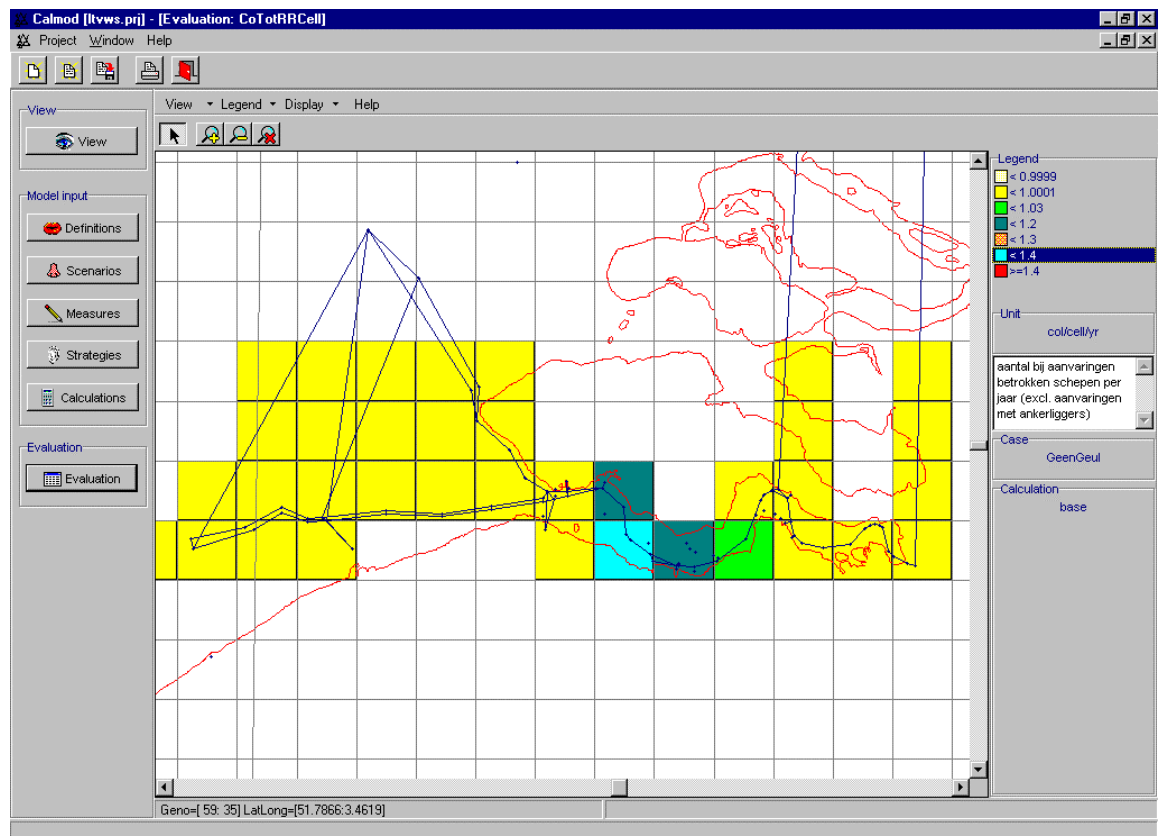 Calmod [ltvws.prj] - [Evaluation: CoTotRRCell]
Project Window Help
View Legend Display Help
View
View
Model input
Definitions
Scenarios
Measures
Strategies
Calculations
Evaluation
Evaluation
Legend
< 0.9999
< 1.0001
< 1.03
< 1.2
< 1.3
< 1.4
>=1.4
Unit
col/cell/yr
aantal bij aanvaringen
betrokken schepen per
jaar (excl. aanvaringen
met ankerliggers)
Case
GeenGeul
Calculation
base
Geno=[ 59: 35] LatLong=[51.7866:3.4619]